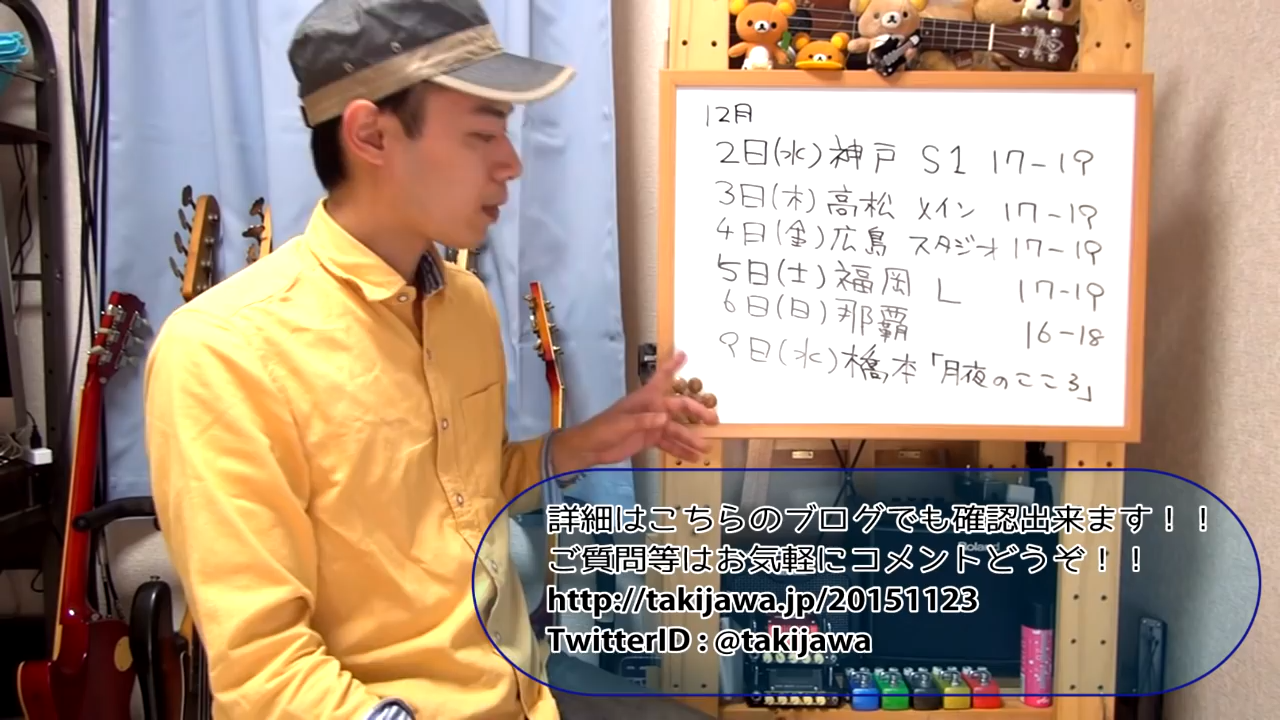 12月
2日(水)神戸 S1 17-19
3日(木)高松 メイン 17-19
4日(金)広島 スタジオ 17-19
5日(土)福岡 L 17-19
6日(日)那覇 16-18
9日(水)橋本「月夜のこころ」
詳細はこちらのブログでも確認出来ます！！
ご質問等はお気軽にコメントどうぞ！！
http://takijawa.jp/20151123
TwitterID : @takijawa
Roland